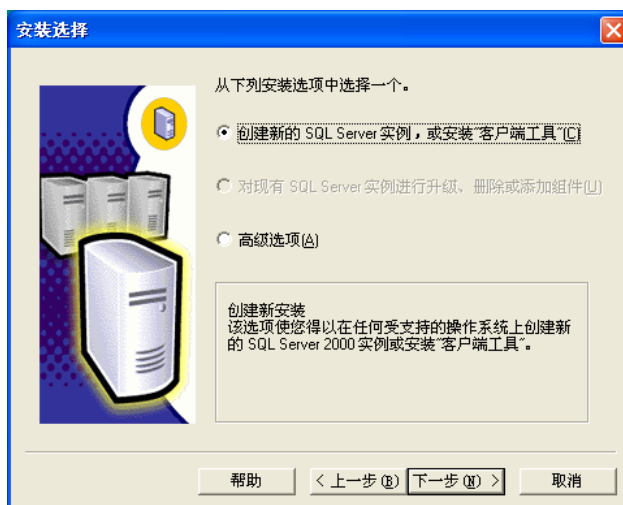 安装选择
从下列安装选项中选择一个。
创建新的 SQL Server 实例，或安装"客户端工具"(C)
对现有 SQL Server 实例进行升级、删除或添加组件(U)
高级选项(A)
创建新安装
该选项使您得以在任何受支持的操作系统上创建新
的 SQL Server 2000 实例或安装"客户端工具"。
帮助
< 上一步(B)
下一步(N) >
取消